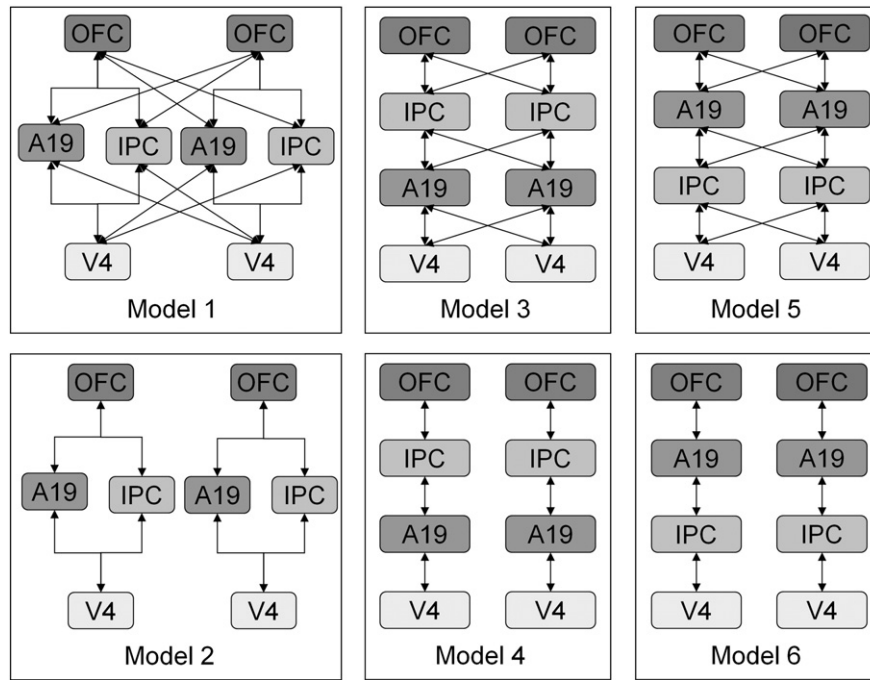 OFC OFC
A19 IPC A19 IPC
V4 V4
Model 1
OFC OFC
IPC IPC
A19 A19
V4 V4
Model 3
OFC OFC
A19 A19
IPC IPC
V4 V4
Model 5
OFC OFC
A19 IPC A19 IPC
V4 V4
Model 2
OFC OFC
IPC IPC
A19 A19
V4 V4
Model 4
OFC OFC
A19 A19
IPC IPC
V4 V4
Model 6